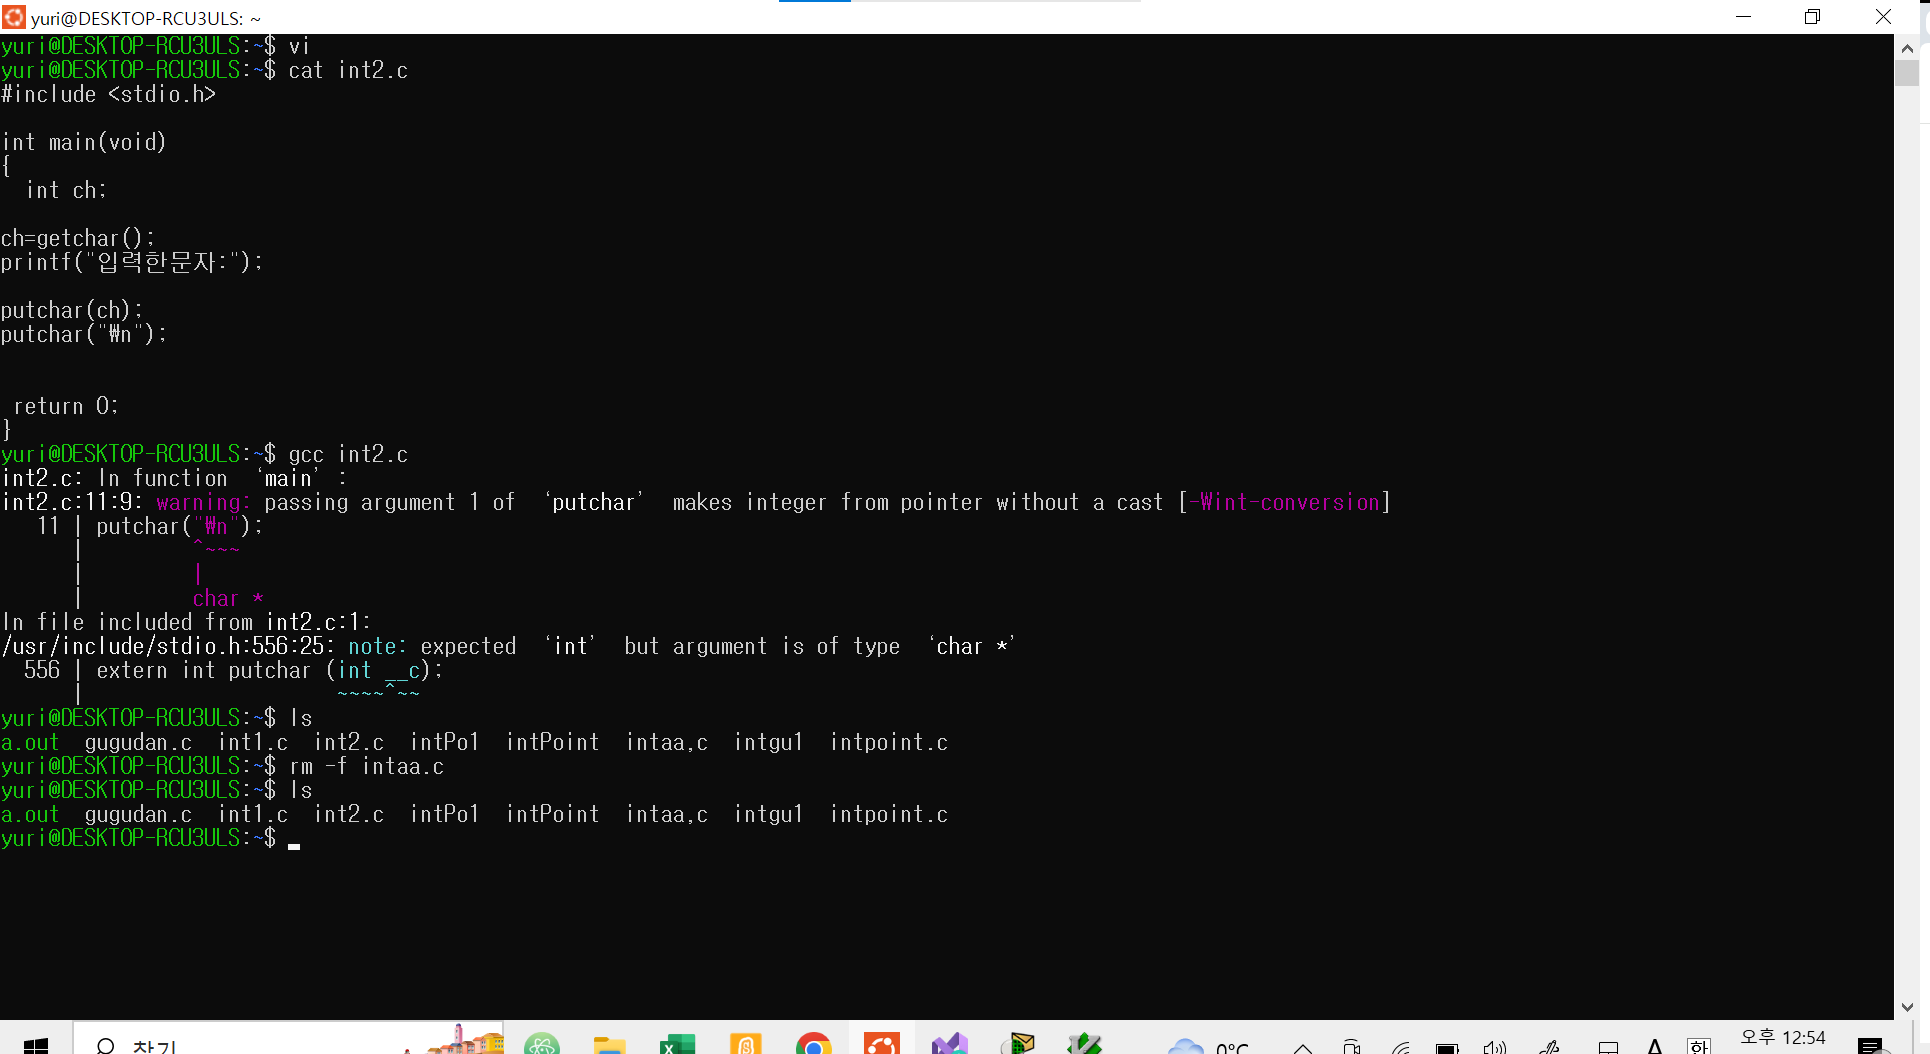 yuri@DESKTOP-RCU3ULS: ~
yuri@DESKTOP-RCU3ULS:~$ vi
yuri@DESKTOP-RCU3ULS:~$ cat int2.c
#include <stdio.h>
int main(void)
{
  int ch;
ch=getchar();
printf("입력한문자:");
putchar(ch);
putchar("₩n");
 return 0;
}
yuri@DESKTOP-RCU3ULS:~$ gcc int2.c
int2.c: In function ‘main’ :
int2.c:11:9: warning: passing argument 1 of ‘putchar’ makes integer from pointer without a cast [-Wint-conversion]
   11 | putchar("₩n");
      |         ^~~~
      |         |
      |         char *
In file included from int2.c:1:
/usr/include/stdio.h:556:25: note: expected ‘int’ but argument is of type ‘char *’
  556 | extern int putchar (int __c);
      |                     ~~~~^~~
yuri@DESKTOP-RCU3ULS:~$ ls
a.out  gugudan.c  int1.c  int2.c  intPo1  intPoint  intaa,c  intgu1  intpoint.c
yuri@DESKTOP-RCU3ULS:~$ rm -f intaa.c
yuri@DESKTOP-RCU3ULS:~$ ls
a.out  gugudan.c  int1.c  int2.c  intPo1  intPoint  intaa,c  intgu1  intpoint.c
yuri@DESKTOP-RCU3ULS:~$
찾기
0°C
A
한
오후 12:54